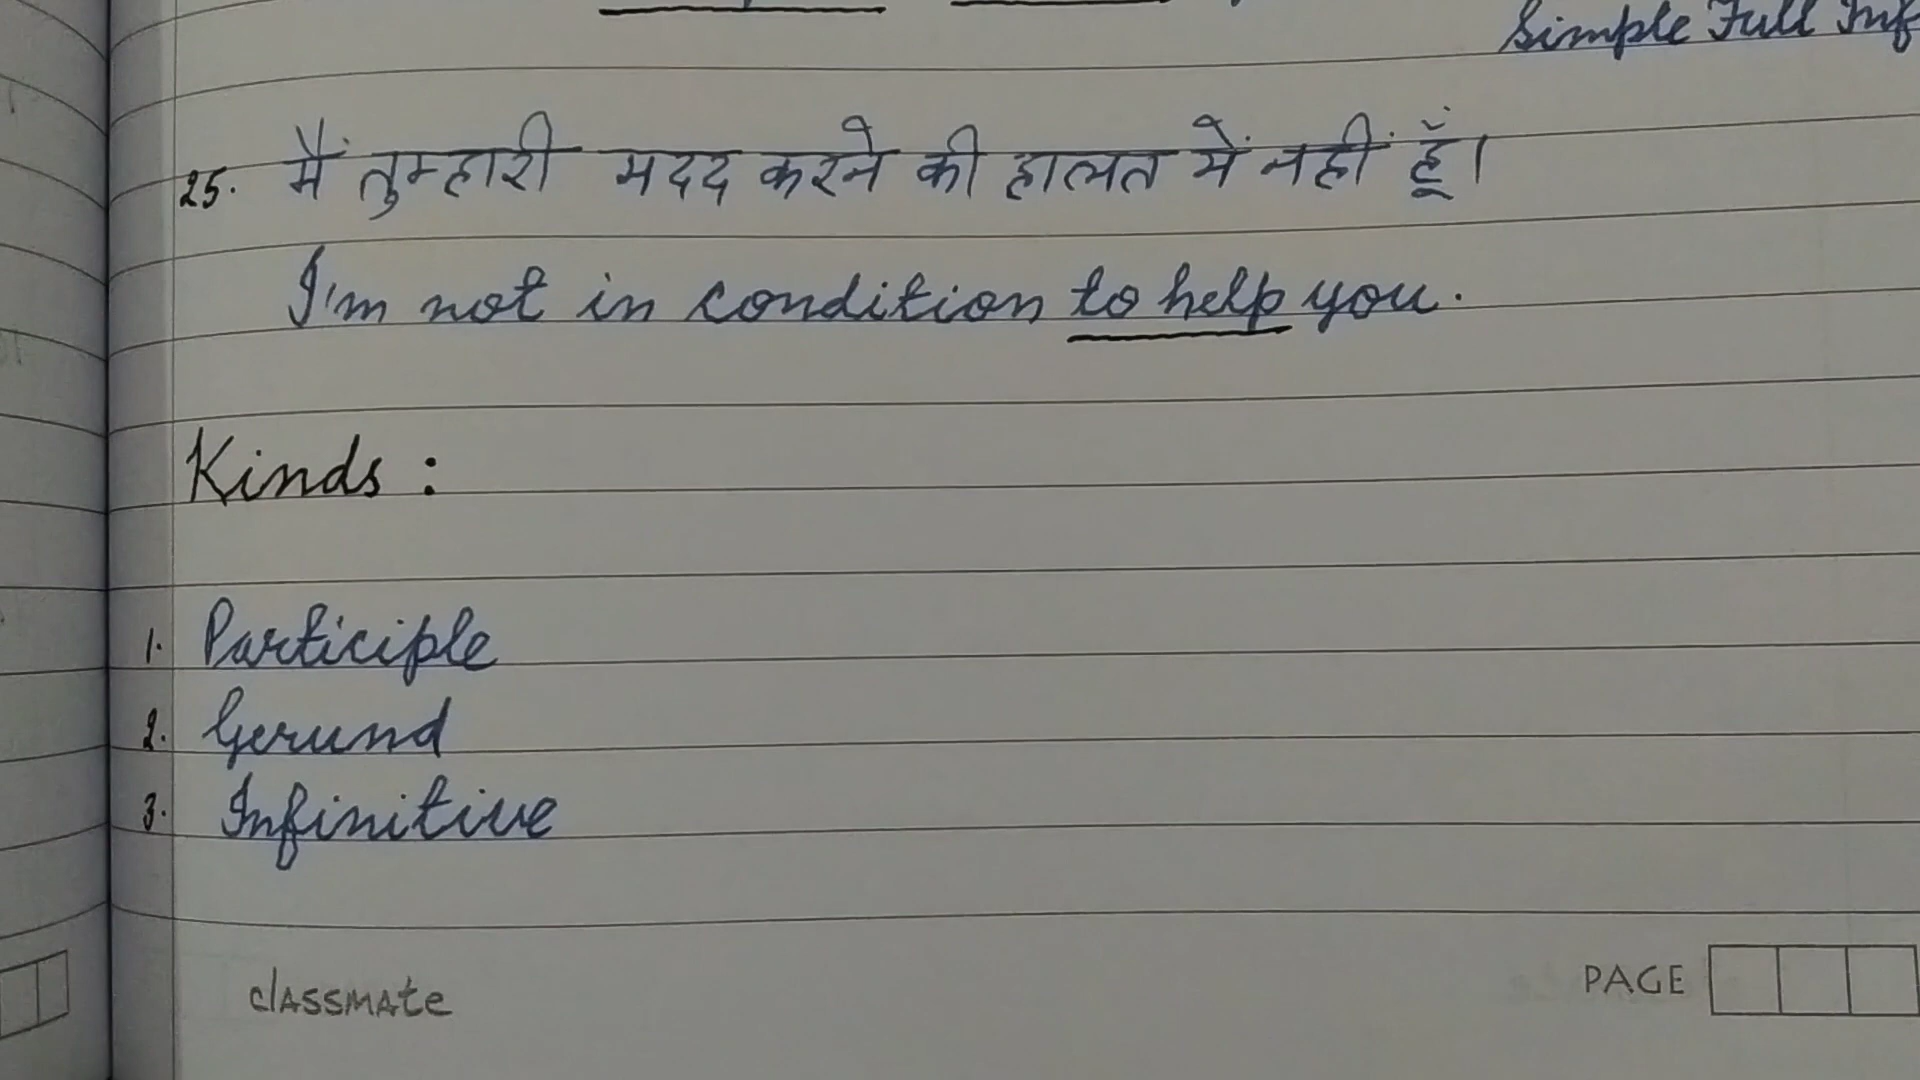 Simple Full Inf
25. मैं तुम्हारी मदद करने की हालत में नहीं हूँ।
I'm not in condition to help you.
Kinds :
1. Participle
2. Gerund
3. Infinitive
classmate
PAGE